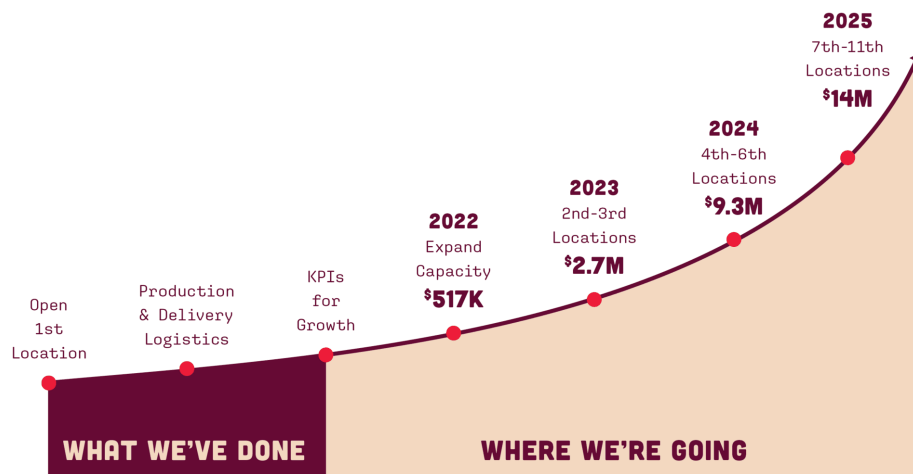 Open
1st
Location
Production
& Delivery
Logistics
KPIs
for
Growth
2022
Expand
Capacity
$517K
2023
2nd-3rd
Locations
$2.7M
2024
4th-6th
Locations
$9.3M
2025
7th-11th
Locations
$14M
WHAT WE'VE DONE
WHERE WE'RE GOING